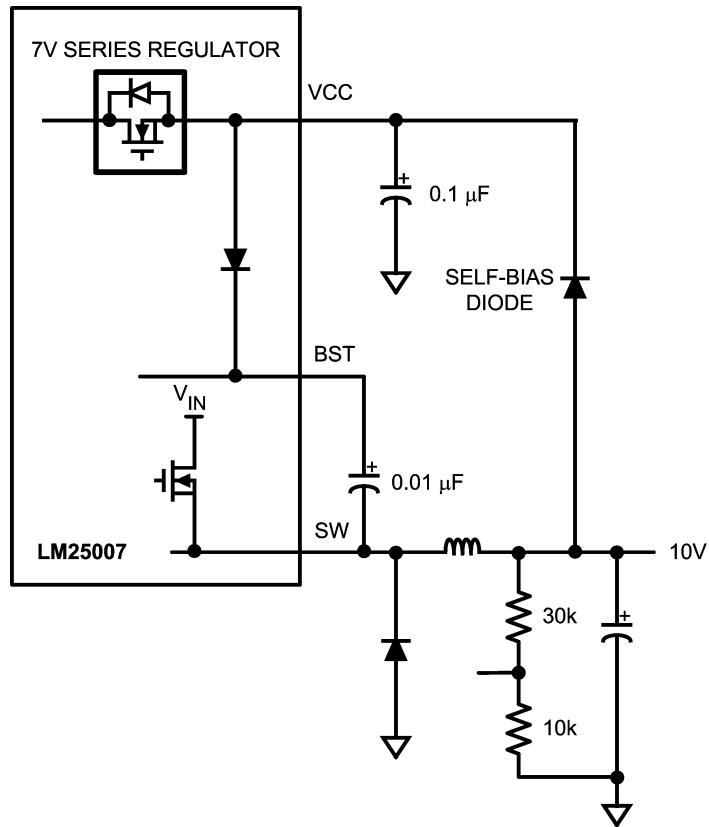 7V SERIES REGULATOR
VCC
0.1 μF
SELF-BIAS
DIODE
BST
VIN
0.01 μF
SW
LM25007
10V
30k
10k